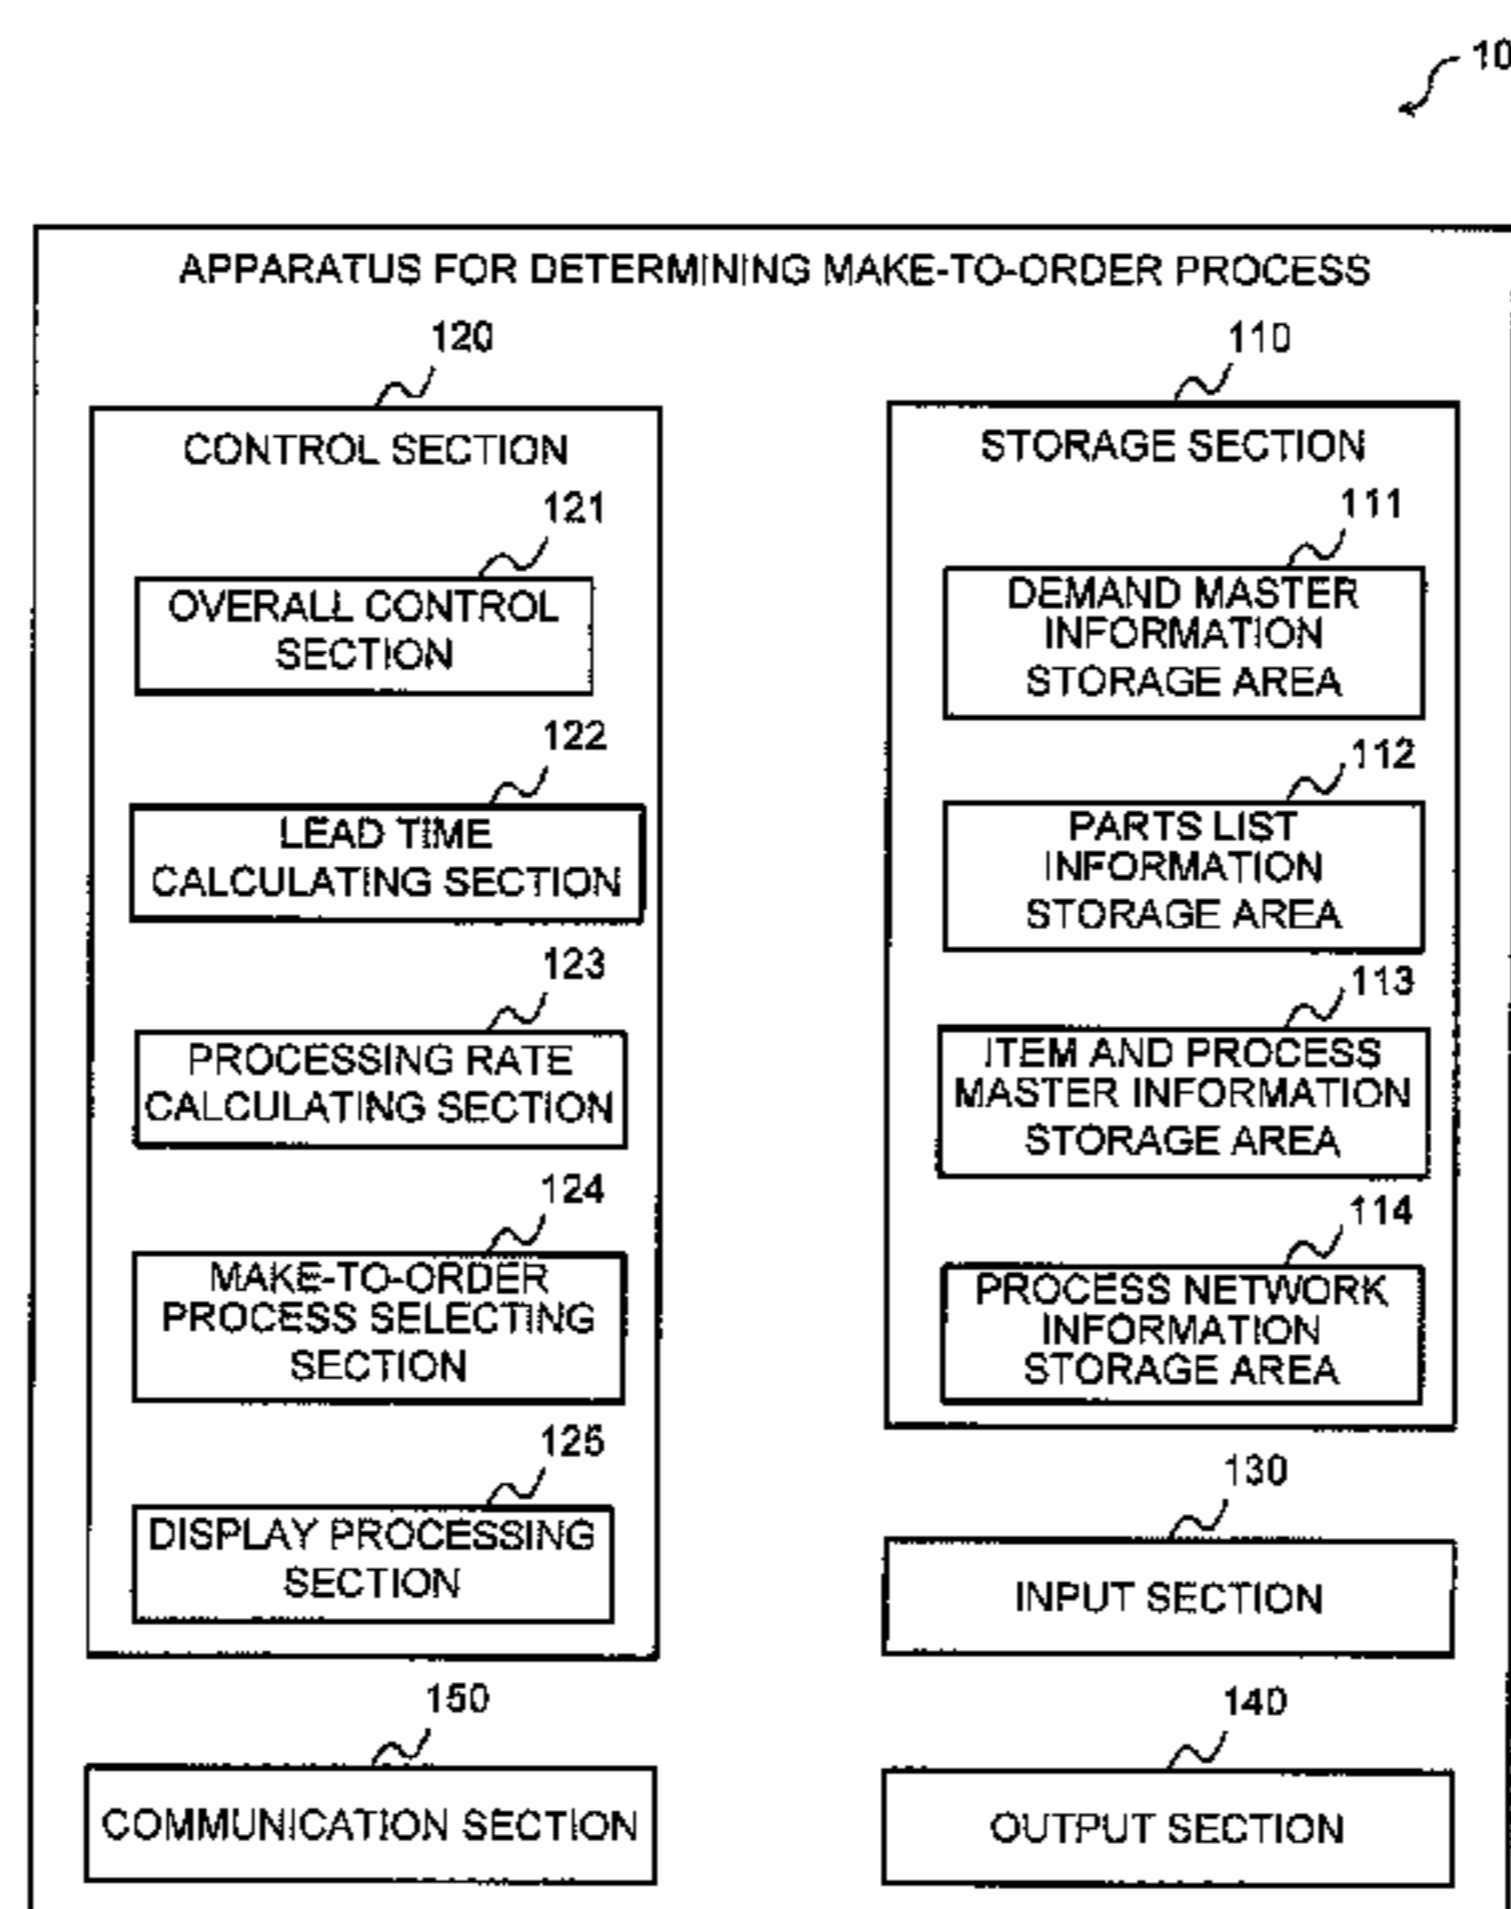 10
APPARATUS FOR DETERMINING MAKE-TO-ORDER PROCESS
120
CONTROL SECTION
121
OVERALL CONTROL
SECTION
122
LEAD TIME
CALCULATING SECTION
123
PROCESSING RATE
CALCULATING SECTION
124
MAKE-TO-ORDER
PROCESS SELECTING
SECTION
125
DISPLAY PROCESSING
SECTION
150
COMMUNICATION SECTION
110
STORAGE SECTION
111
DEMAND MASTER
INFORMATION
STORAGE AREA
112
PARTS LIST
INFORMATION
STORAGE AREA
113
ITEM AND PROCESS
MASTER INFORMATION
STORAGE AREA
114
PROCESS NETWORK
INFORMATION
STORAGE AREA
130
INPUT SECTION
140
OUTPUT SECTION